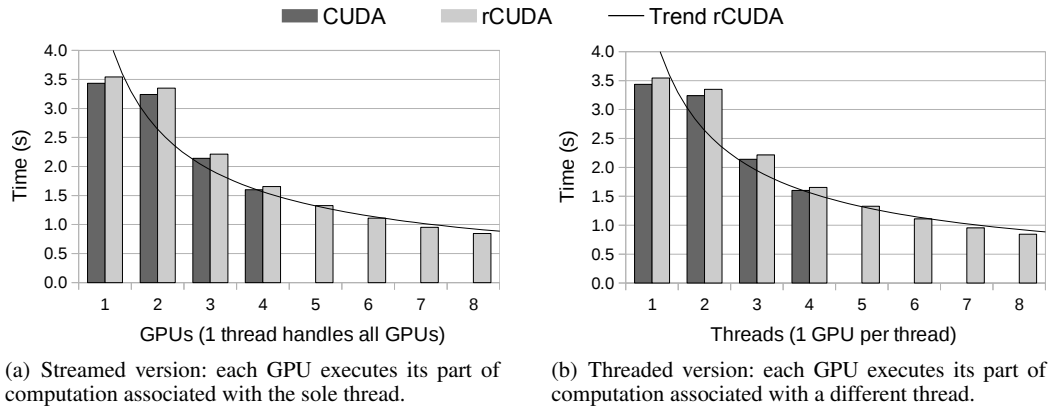 CUDA rCUDA Trend rCUDA
4.0
3.5
3.0
2.5
2.0
1.5
1.0
0.5
0.0
Time (s)
1 2 3 4 5 6 7 8
GPUs (1 thread handles all GPUs)
(a) Streamed version: each GPU executes its part of
computation associated with the sole thread.
4.0
3.5
3.0
2.5
2.0
1.5
1.0
0.5
0.0
Time (s)
1 2 3 4 5 6 7 8
Threads (1 GPU per thread)
(b) Threaded version: each GPU executes its part of
computation associated with a different thread.